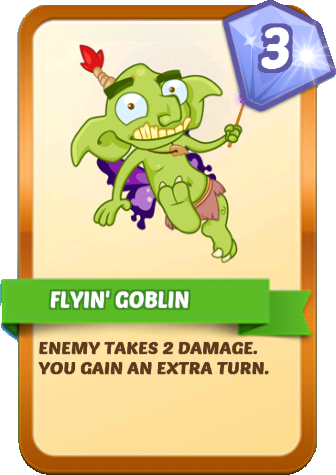 3
FLYIN' GOBLIN
ENEMY TAKES 2 DAMAGE.
YOU GAIN AN EXTRA TURN.